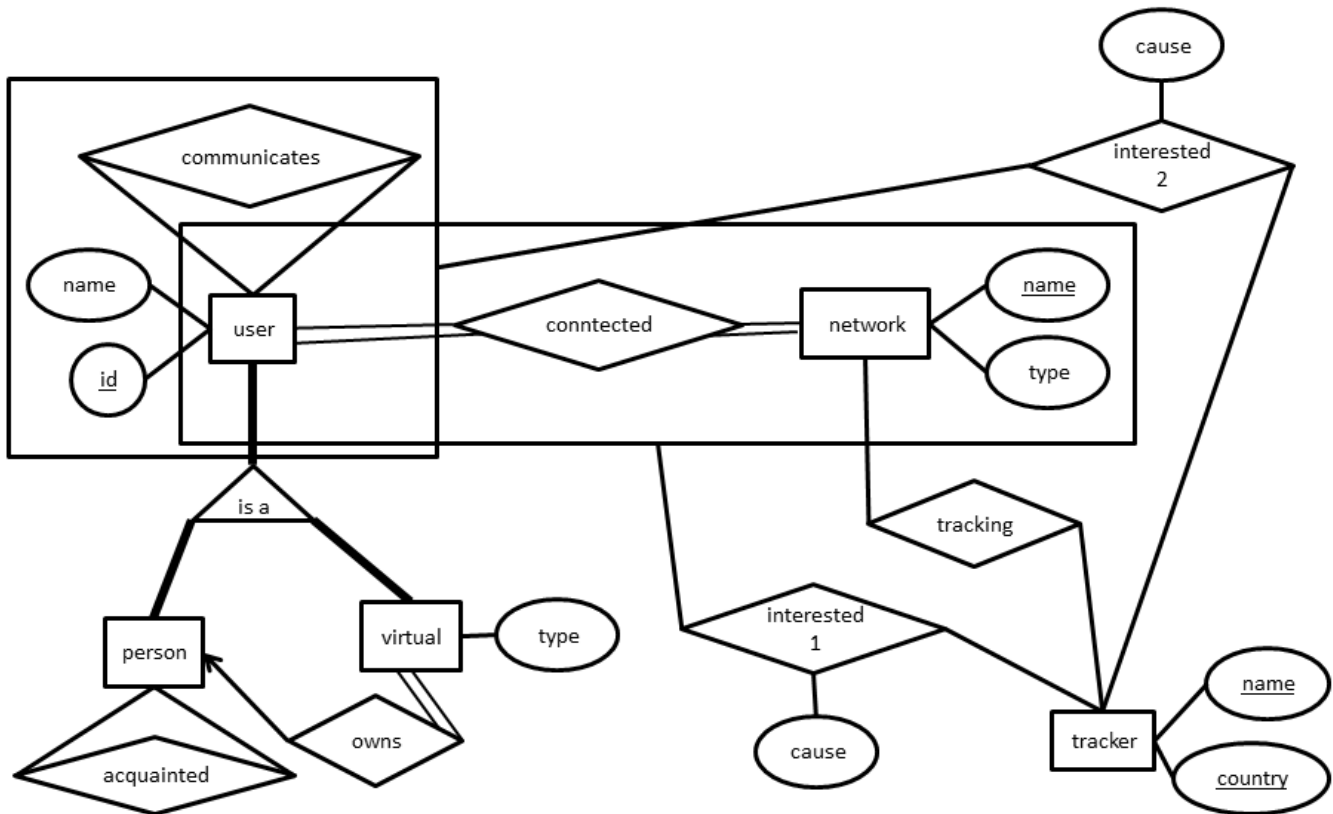 cause
communicates
interested
2
name
user
conntected
network
name
id
type
is a
person
virtual
type
tracking
interested
1
acquainted
owns
cause
tracker
name
country